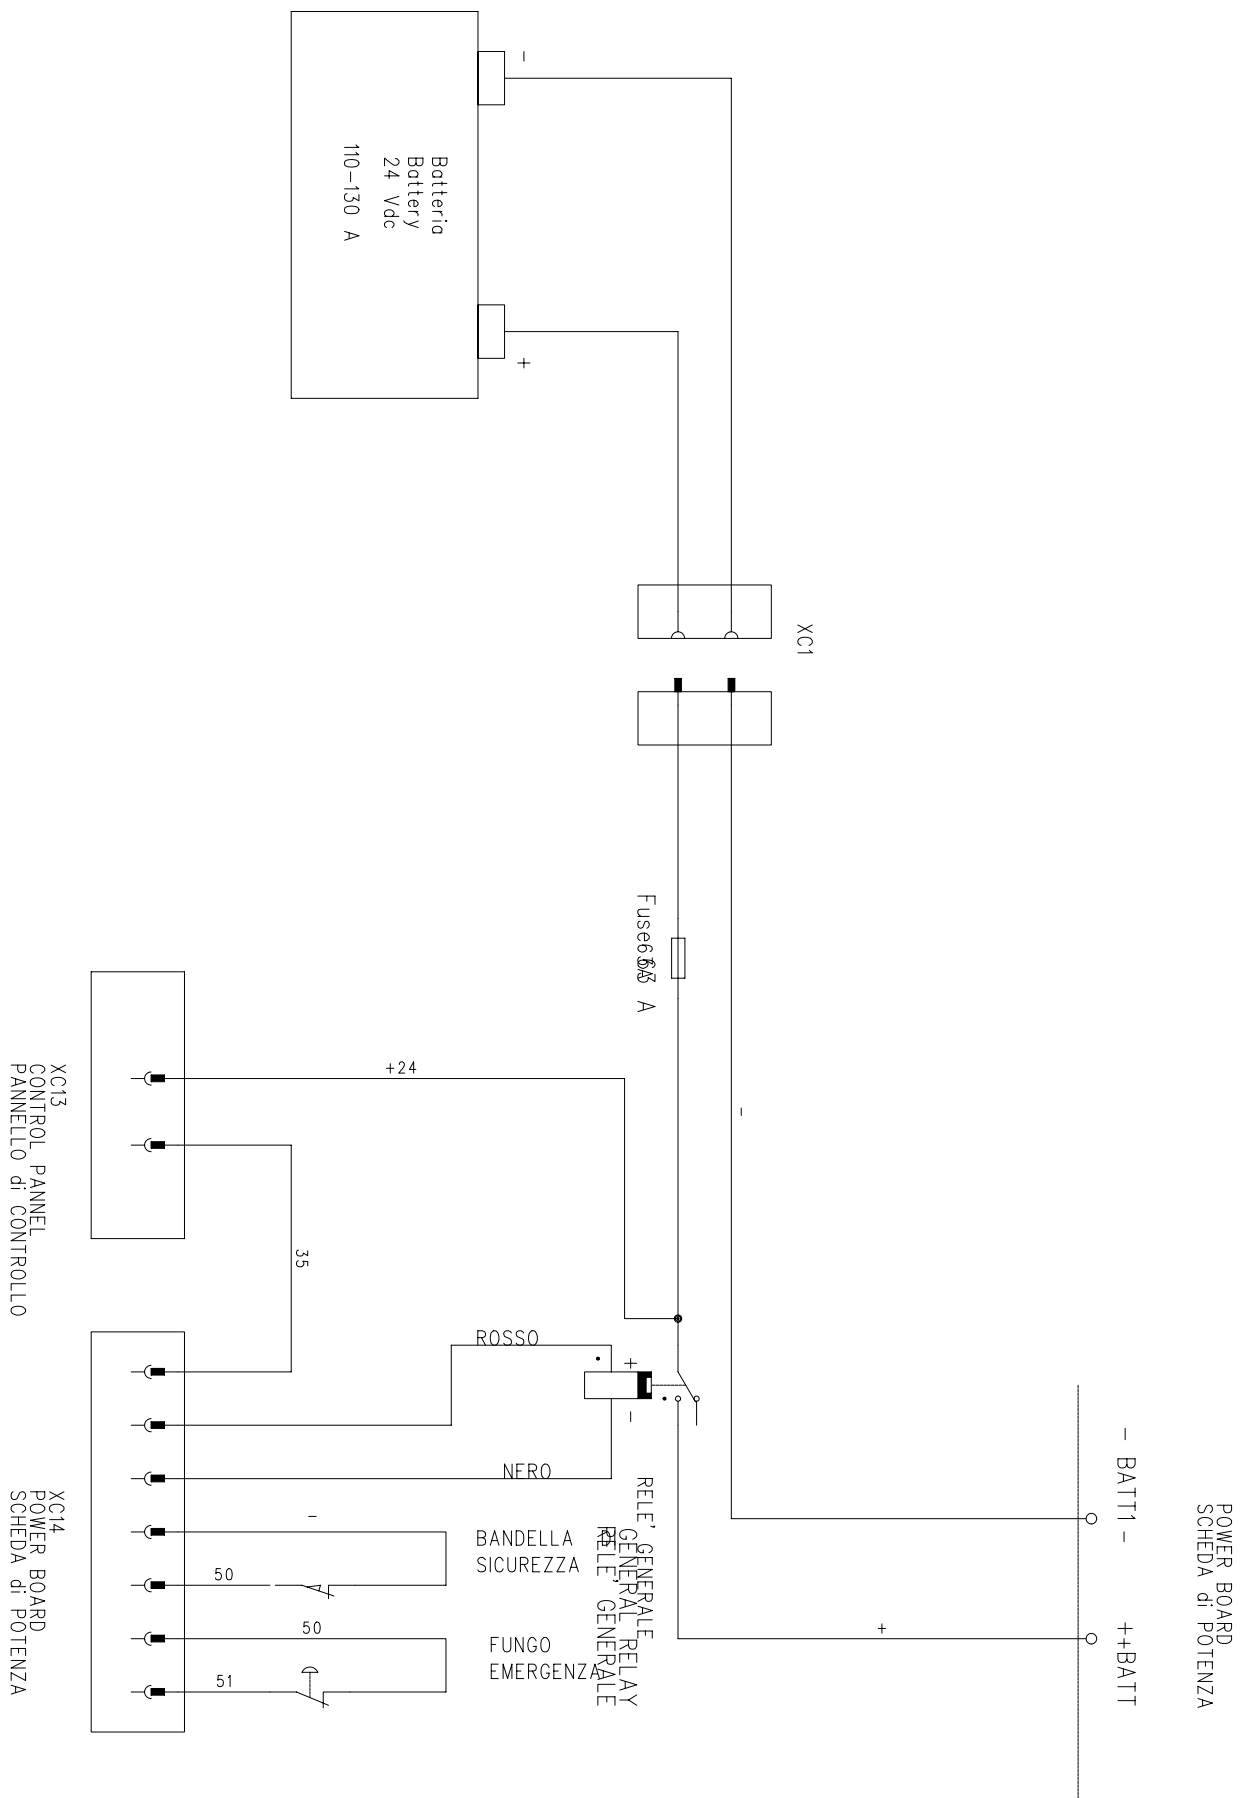 -
Batteria
Battery
24 Vdc
110-130 A
+
XC1
+24
-
XC13
CONTROL PANNEL
PANNELLO di CONTROLLO
35
ROSSO
+
-
NERO
RELE' GENERALE
GENERAL RELAY
RELE' GENERALE
- BATT1 -
++BATT
POWER BOARD
SCHEDA di POTENZA
+
XC14
POWER BOARD
SCHEDA di POTENZA
-
BANDELLA
SICUREZZA
50
50
FUNGO
EMERGENZA
51